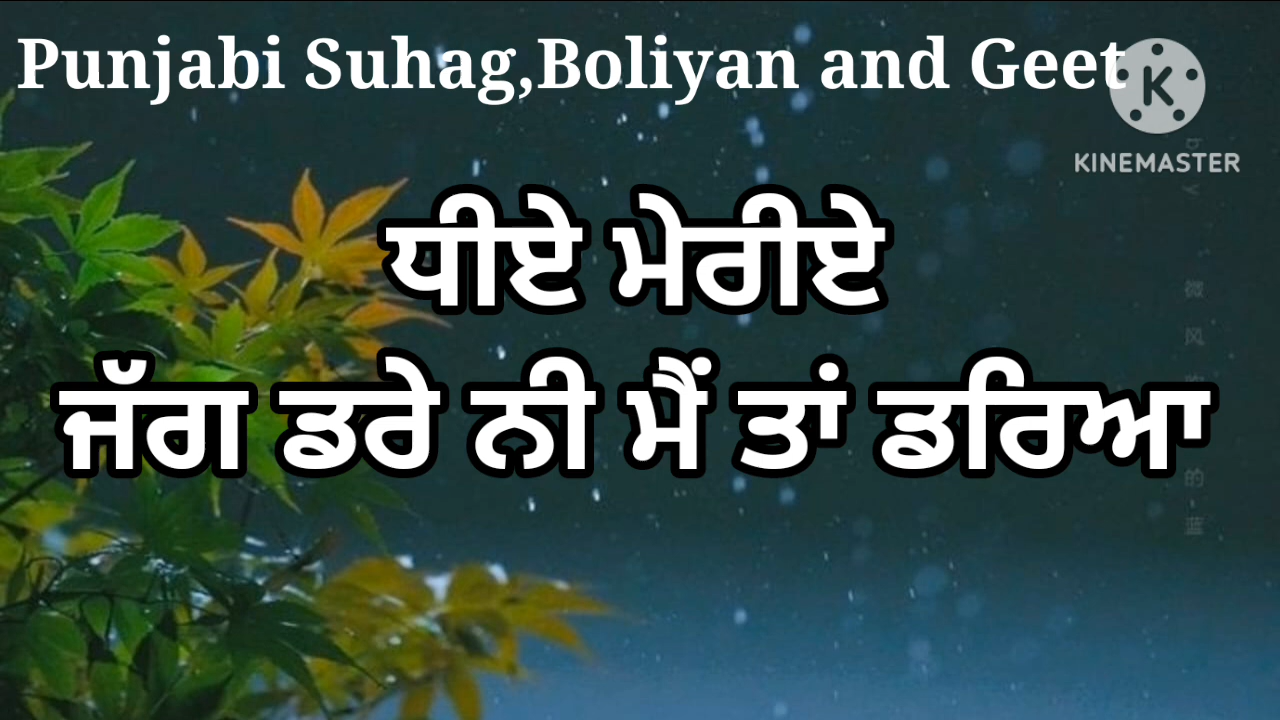 Punjabi Suhag,Boliyan and Geet
K
KINEMASTER
ਧੀਏ ਮੇਰੀਏ
ਜੱਗ ਡਰੇ ਨੀ ਮੈਂ ਤਾਂ ਡਰਿਆ